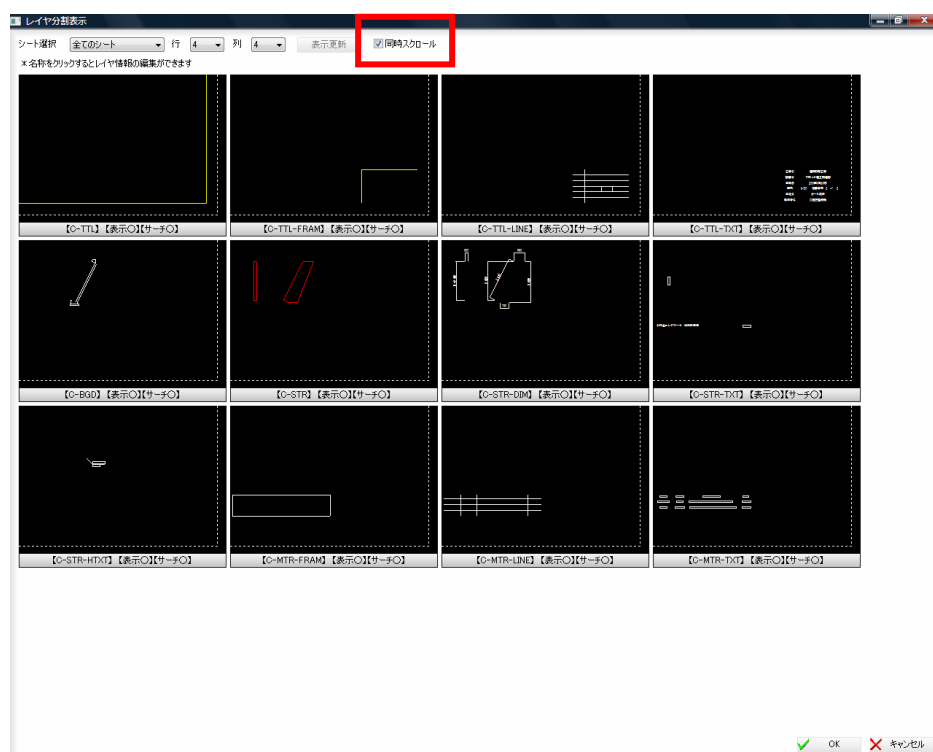 レイヤ分割表示
シート選択 全てのシート 行 4 列 4 表示更新 同時スクロール
*名称をクリックするとレイヤ情報の編集ができます
【C-TTL】【表示○】【サーチ○】 【C-TTL-FRAM】【表示○】【サーチ○】 【C-TTL-LINE】【表示○】【サーチ○】 【C-TTL-TXT】【表示○】【サーチ○】
【C-BGD】【表示○】【サーチ○】 【C-STR】【表示○】【サーチ○】 【C-STR-DIM】【表示○】【サーチ○】 【C-STR-TXT】【表示○】【サーチ○】
【C-STR-HTXT】【表示○】【サーチ○】 【C-MTR-FRAM】【表示○】【サーチ○】 【C-MTR-LINE】【表示○】【サーチ○】 【C-MTR-TXT】【表示○】【サーチ○】
OK キャンセル